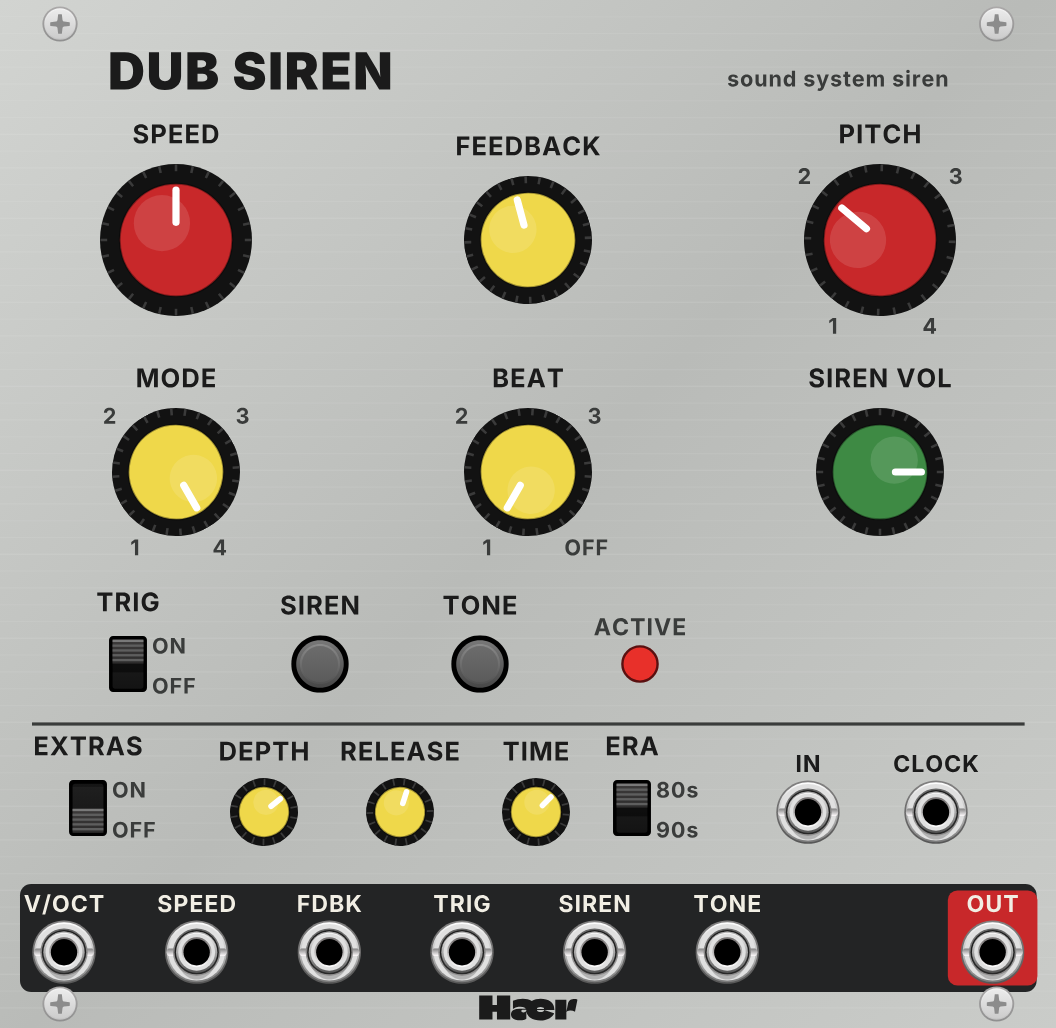 DUB SIREN
sound system siren
SPEED
FEEDBACK
PITCH
2 3
1 4
MODE
BEAT
SIREN VOL
2 3
2 3
1 4
1 OFF
TRIG
SIREN
TONE
ACTIVE
ON
OFF
EXTRAS
DEPTH
RELEASE
TIME
ERA
IN
CLOCK
ON
OFF
80s
90s
V/OCT
SPEED
FDBK
TRIG
SIREN
TONE
OUT
Hær